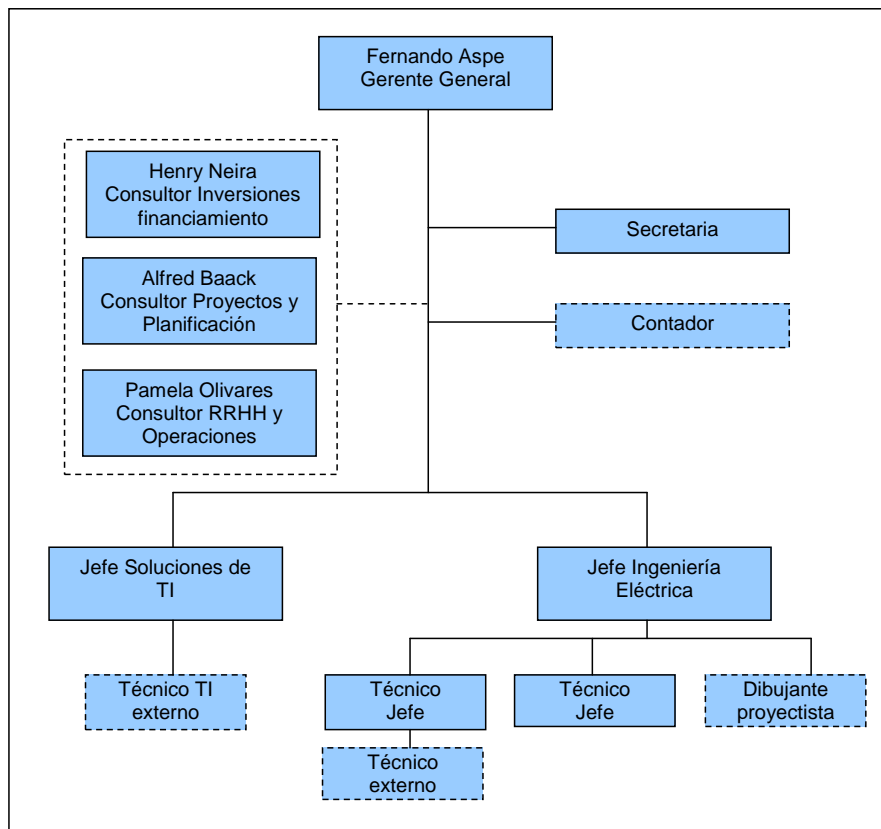 Fernando Aspe
Gerente General
Henry Neira
Consultor Inversiones
financiamiento
Secretaria
Alfred Baack
Consultor Proyectos y
Planificación
Contador
Pamela Olivares
Consultor RRHH y
Operaciones
Jefe Soluciones de
TI
Jefe Ingeniería
Eléctrica
Técnico TI
externo
Técnico
Jefe
Técnico
Jefe
Dibujante
proyectista
Técnico
externo